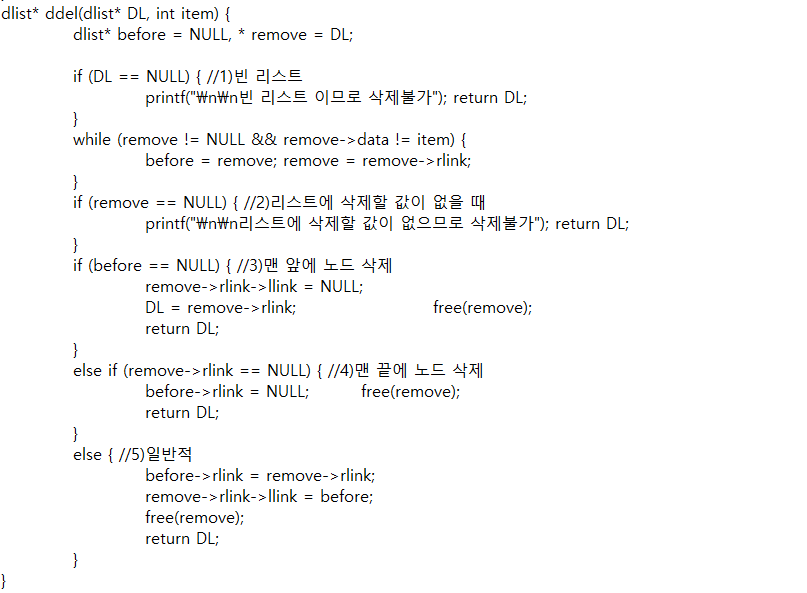 dlist* ddel(dlist* DL, int item) {
dlist* before = NULL, * remove = DL;
if (DL == NULL) { //1)빈 리스트
printf("₩n₩n빈 리스트 이므로 삭제불가"); return DL;
}
while (remove != NULL && remove->data != item) {
before = remove; remove = remove->rlink;
}
if (remove == NULL) { //2)리스트에 삭제할 값이 없을 때
printf("₩n₩n리스트에 삭제할 값이 없으므로 삭제불가"); return DL;
}
if (before == NULL) { //3)맨 앞에 노드 삭제
remove->rlink->llink = NULL;
DL = remove->rlink; free(remove);
return DL;
}
else if (remove->rlink == NULL) { //4)맨 끝에 노드 삭제
before->rlink = NULL; free(remove);
return DL;
}
else { //5)일반적
before->rlink = remove->rlink;
remove->rlink->llink = before;
free(remove);
return DL;
}
}